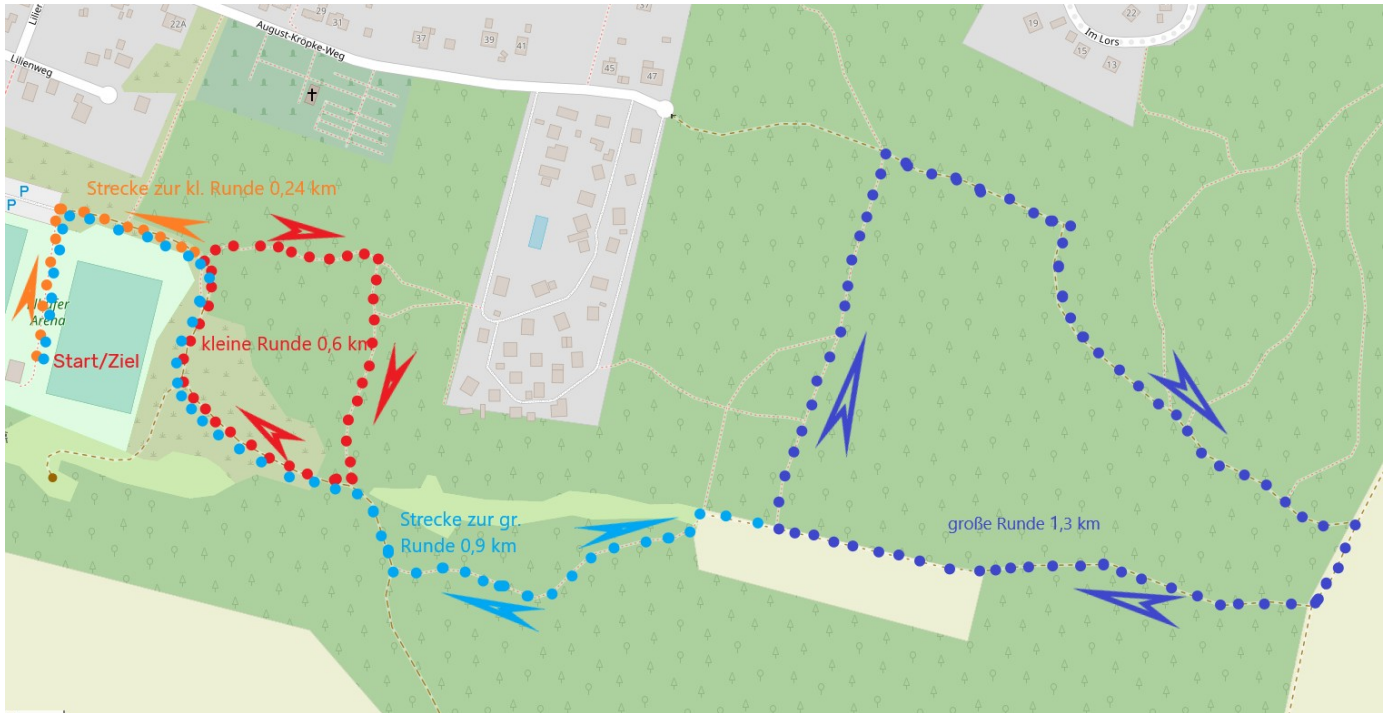 Lilienweg
22A
29
31
37
39
41
August-Kröpke-Weg
45
47
19
22
15
13
Im Lors
P
P
Strecke zur kl. Runde 0,24 km
Arena
Start/Ziel
kleine Runde 0,6 km
Strecke zur gr.
Runde 0,9 km
große Runde 1,3 km